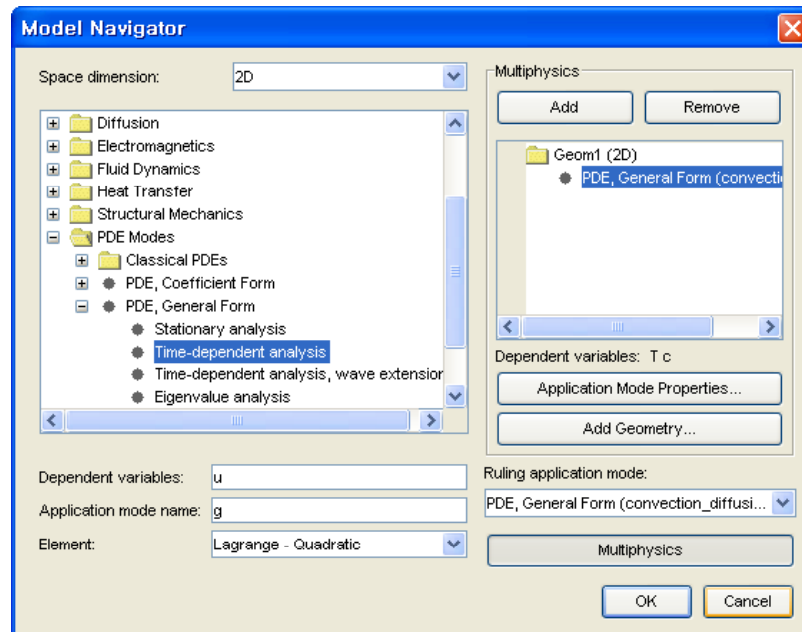 Model Navigator
Space dimension:
2D
Diffusion
Electromagnetics
Fluid Dynamics
Heat Transfer
Structural Mechanics
PDE Modes
Classical PDEs
PDE, Coefficient Form
PDE, General Form
Stationary analysis
Time-dependent analysis
Time-dependent analysis, wave extension
Eigenvalue analysis
Dependent variables:
u
Application mode name:
g
Element:
Lagrange - Quadratic
Multiphysics
Add
Remove
Geom1 (2D)
PDE, General Form (convectio
Dependent variables: T c
Application Mode Properties...
Add Geometry...
Ruling application mode:
PDE, General Form (convection_diffusi...
Multiphysics
OK
Cancel